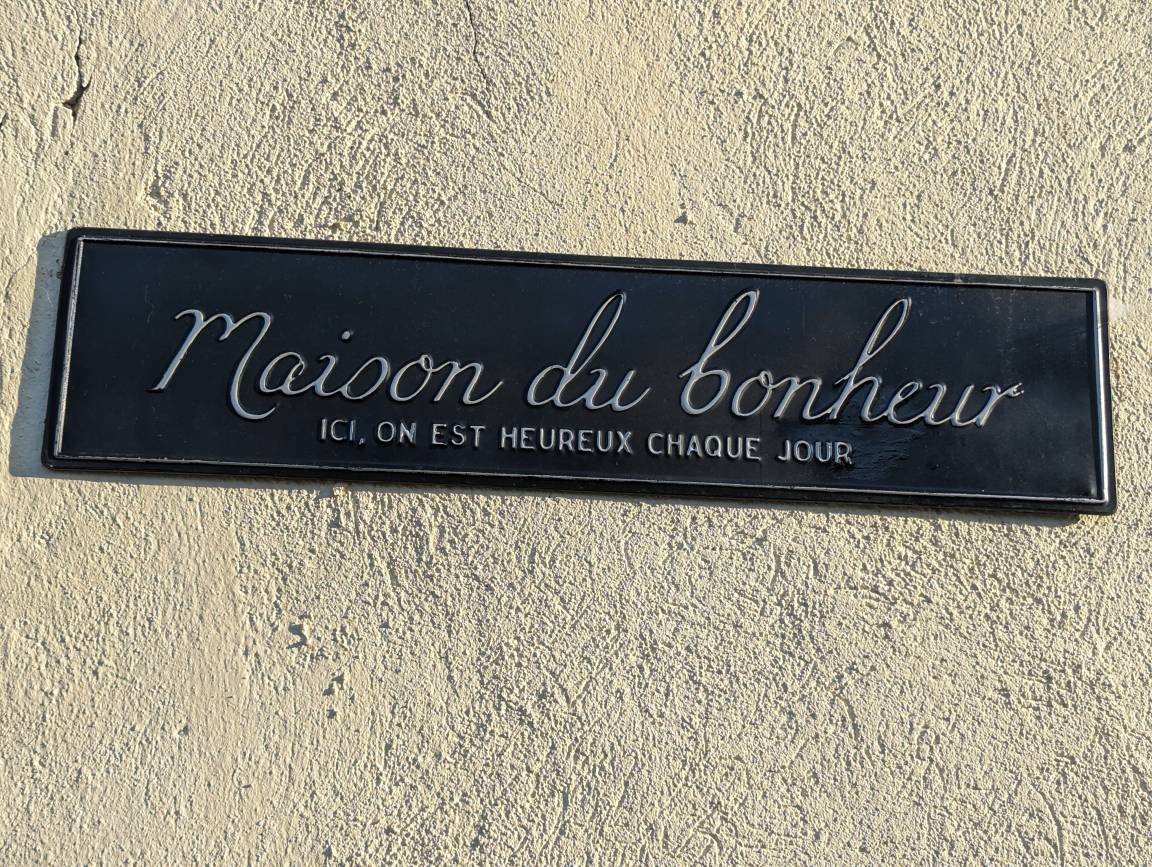 Maison du bonheur
ICI, ON EST HEUREUX CHAQUE JOUR